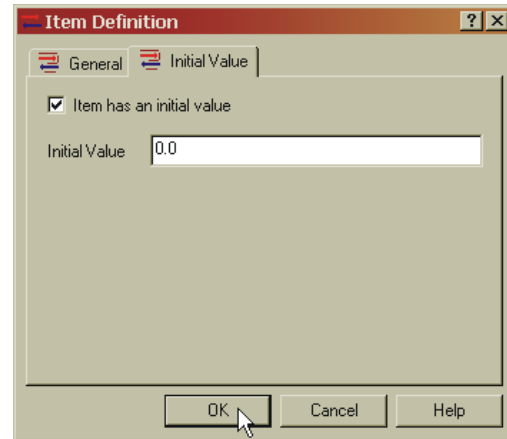 Item Definition ? ×
General Initial Value
Item has an initial value
Initial Value 0.0
OK Cancel Help